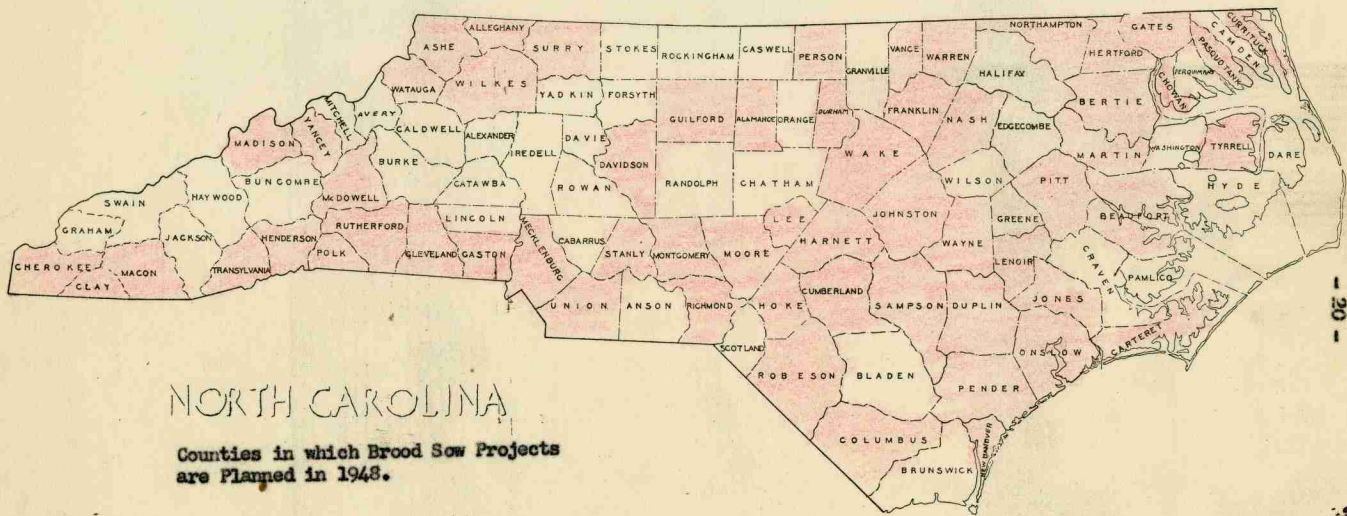 ALLEGHANY
ASHE
SURRY
STOKES
ROCKINGHAM
CASWELL
PERSON
GRANVILLE
VANCE
WARREN
NORTHAMPTON
GATES
HERTFORD
CURRITUCK
CAMDEN
PASQUOTANK
PERQUIMANS
CHOWAN
HALIFAX
WATAUGA
WILKES
YADKIN
FORSYTH
GUILFORD
ALAMANCE
ORANGE
DURHAM
FRANKLIN
NASH
EDGECOMBE
BERTIE
MARTIN
WASHINGTON
TYRRELL
DARE
MITCHELL
AVERY
YANCEY
CALDWELL
ALEXANDER
IREDELL
DAVIE
DAVIDSON
WAKE
MADISON
BURKE
CATAWBA
ROWAN
RANDOLPH
CHATHAM
WILSON
PITT
HYDE
BEAUFORT
BUNCOMBE
MCDOWELL
SWAIN
HAYWOOD
GRAHAM
JACKSON
LINCOLN
RUTHERFORD
MECKLENBURG
CABARRUS
STANLY
MONTGOMERY
MOORE
LEE
HARNETT
JOHNSTON
WAYNE
GREENE
LENOIR
CRAVEN
PAMLICO
CHEROKEE
MACON
CLAY
TRANSYLVANIA
HENDERSON
POLK
CLEVELAND
GASTON
UNION
ANSON
RICHMOND
HOKE
CUMBERLAND
SAMPSON
DUPLIN
JONES
CARTERET
ONSLOW
SCOTLAND
ROBESON
BLADEN
PENDER
COLUMBUS
BRUNSWICK
NEW HANOVER
NORTH CAROLINA
Counties in which Brood Sow Projects
are Planned in 1948.
- 20 -